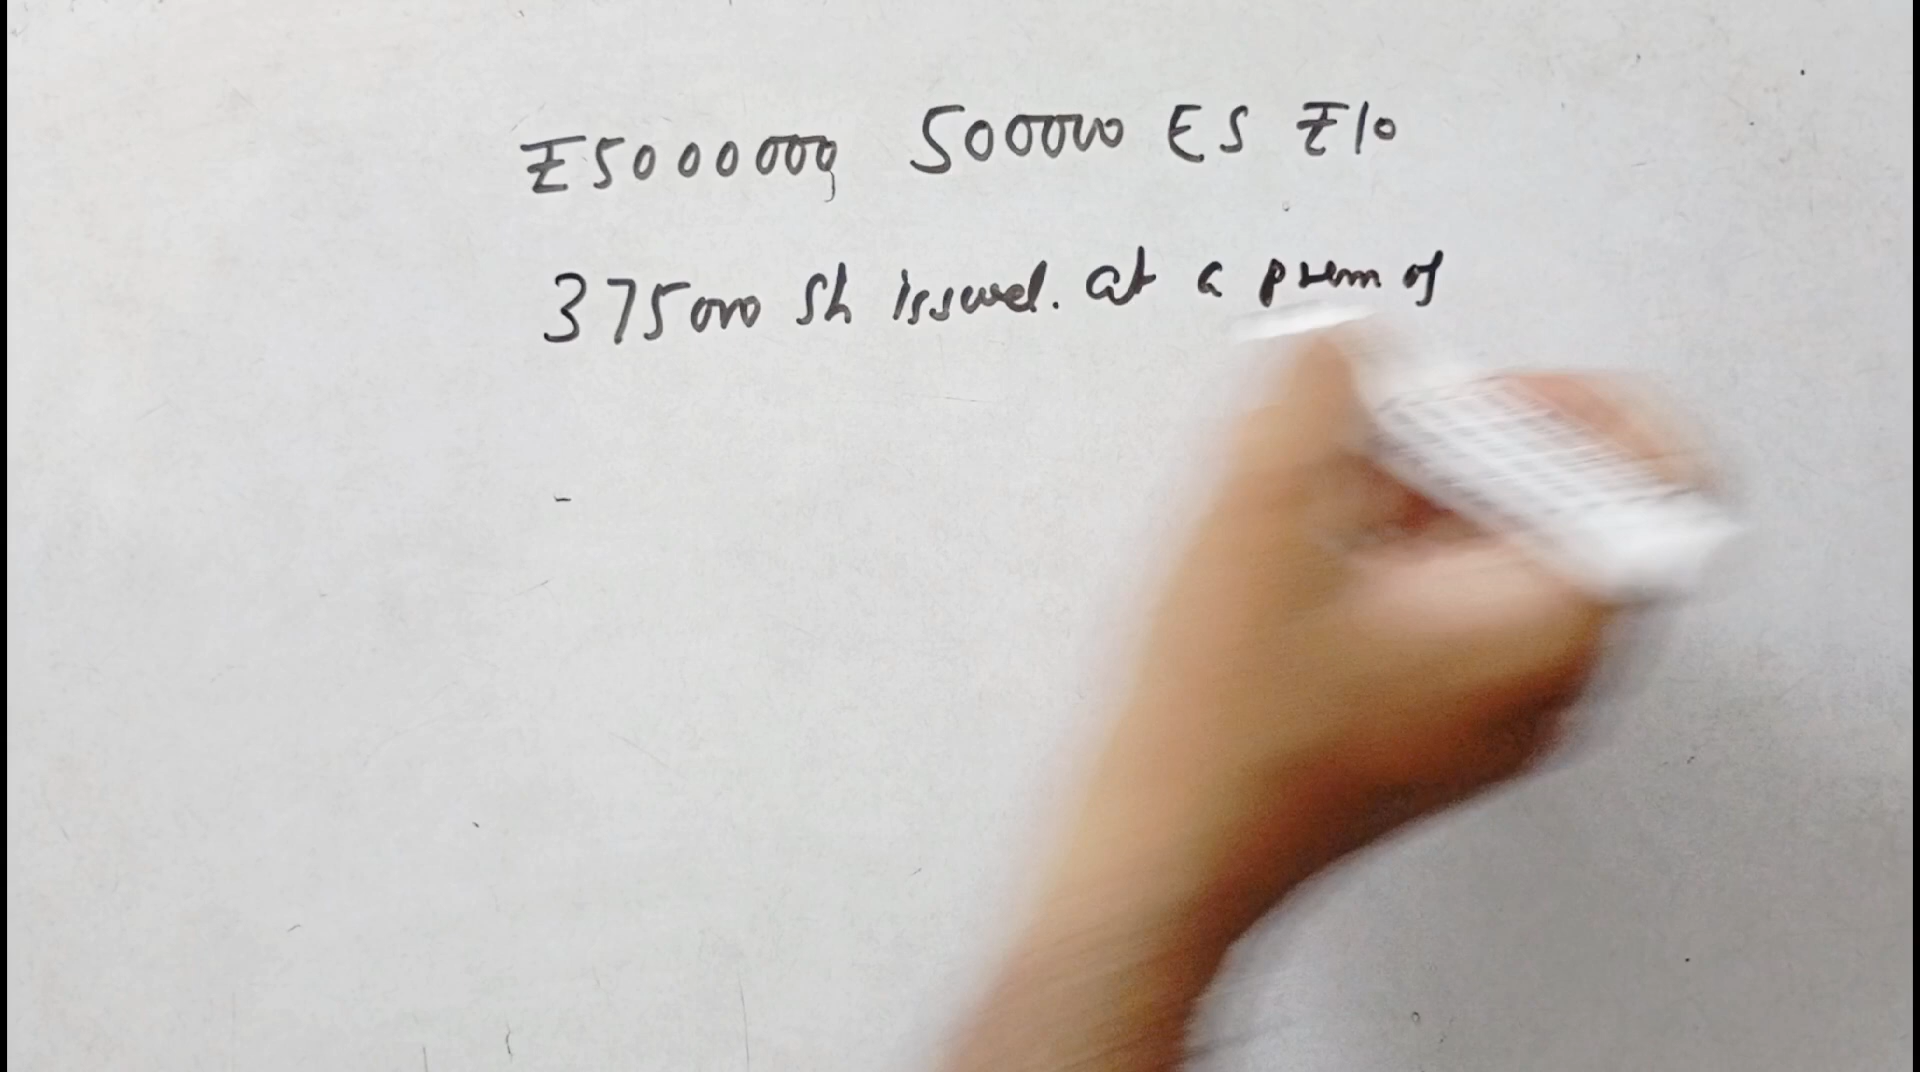 ₹5000000, 500000 ES ₹10
375000 Sh issued. at a prem of